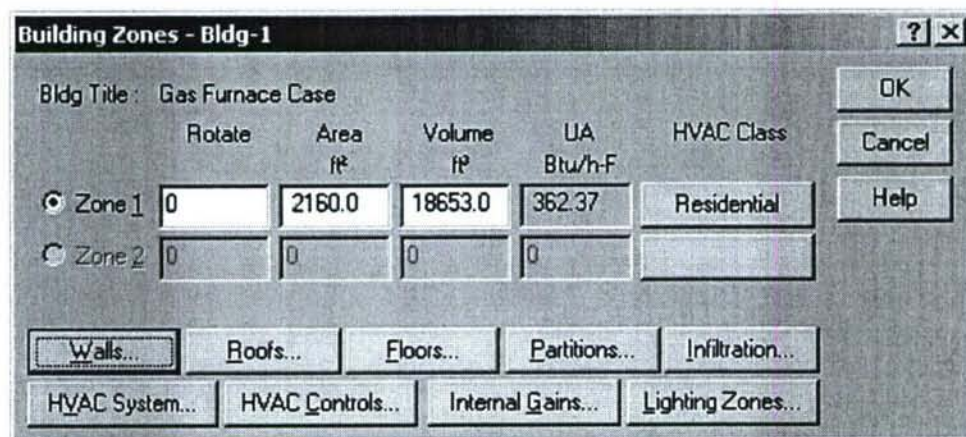 Building Zones - Bldg-1 ? X
Bldg Title : Gas Furnace Case OK
Rotate Area Volume UA HVAC Class Cancel
ft² ft³ Btu/h-F
Zone 1 0 2160.0 18653.0 362.37 Residential Help
Zone 2 0 0 0 0
Walls... Roofs... Floors... Partitions... Infiltration...
HVAC System... HVAC Controls... Internal Gains... Lighting Zones...